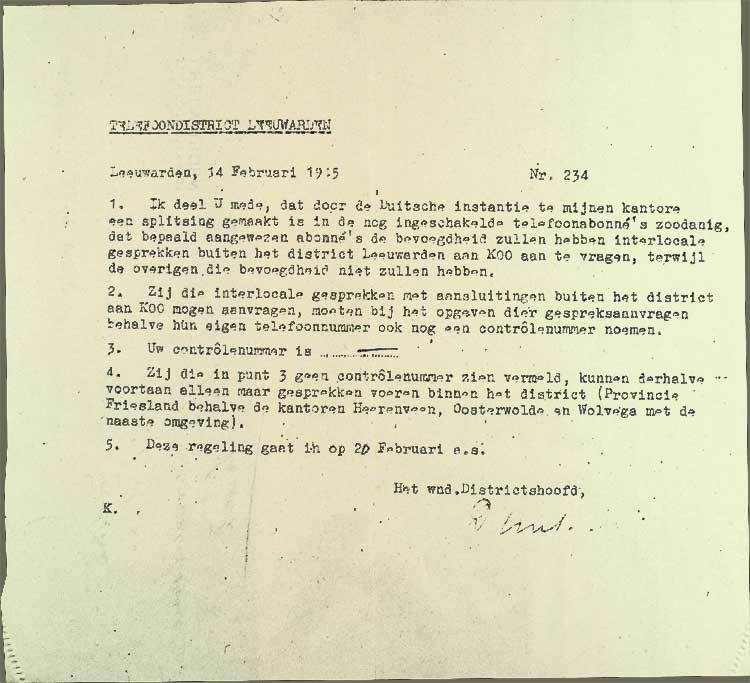 TELEFOONDISTRICT LEEUWARDEN
Leeuwarden, 14 Februari 1945 Nr. 234
1. Ik deel U mede, dat door de Duitsche instantie te mijnen kantore
een splitsing gemaakt is in de nog ingeschakelde telefoonabonné's zoodanig,
dat bepaald aangewezen abonné's de bevoegdheid zullen hebben interlocale
gesprekken buiten het district Leeuwarden aan KOO aan te vragen, terwijl
de overigen die bevoegdheid niet zullen hebben.
2. Zij die interlocale gesprekken met aansluitingen buiten het district
aan KOO mogen aanvragen, moeten bij het opgeven dier gespreksaanvragen
behalve hun eigen telefoonnummer ook nog een contrôlenummer noemen.
3. Uw contrôlenummer is ...—...
4. Zij die in punt 3 geen contrôlenummer zien vermeld, kunnen derhalve
voortaan alleen maar gesprekken voeren binnen het district (Provincie
Friesland behalve de kantoren Heerenveen, Oosterwolde en Wolvega met de
naaste omgeving).
5. Deze regeling gaat in op 20 Februari a.s.
Het wnd.Districtshoofd,
K.